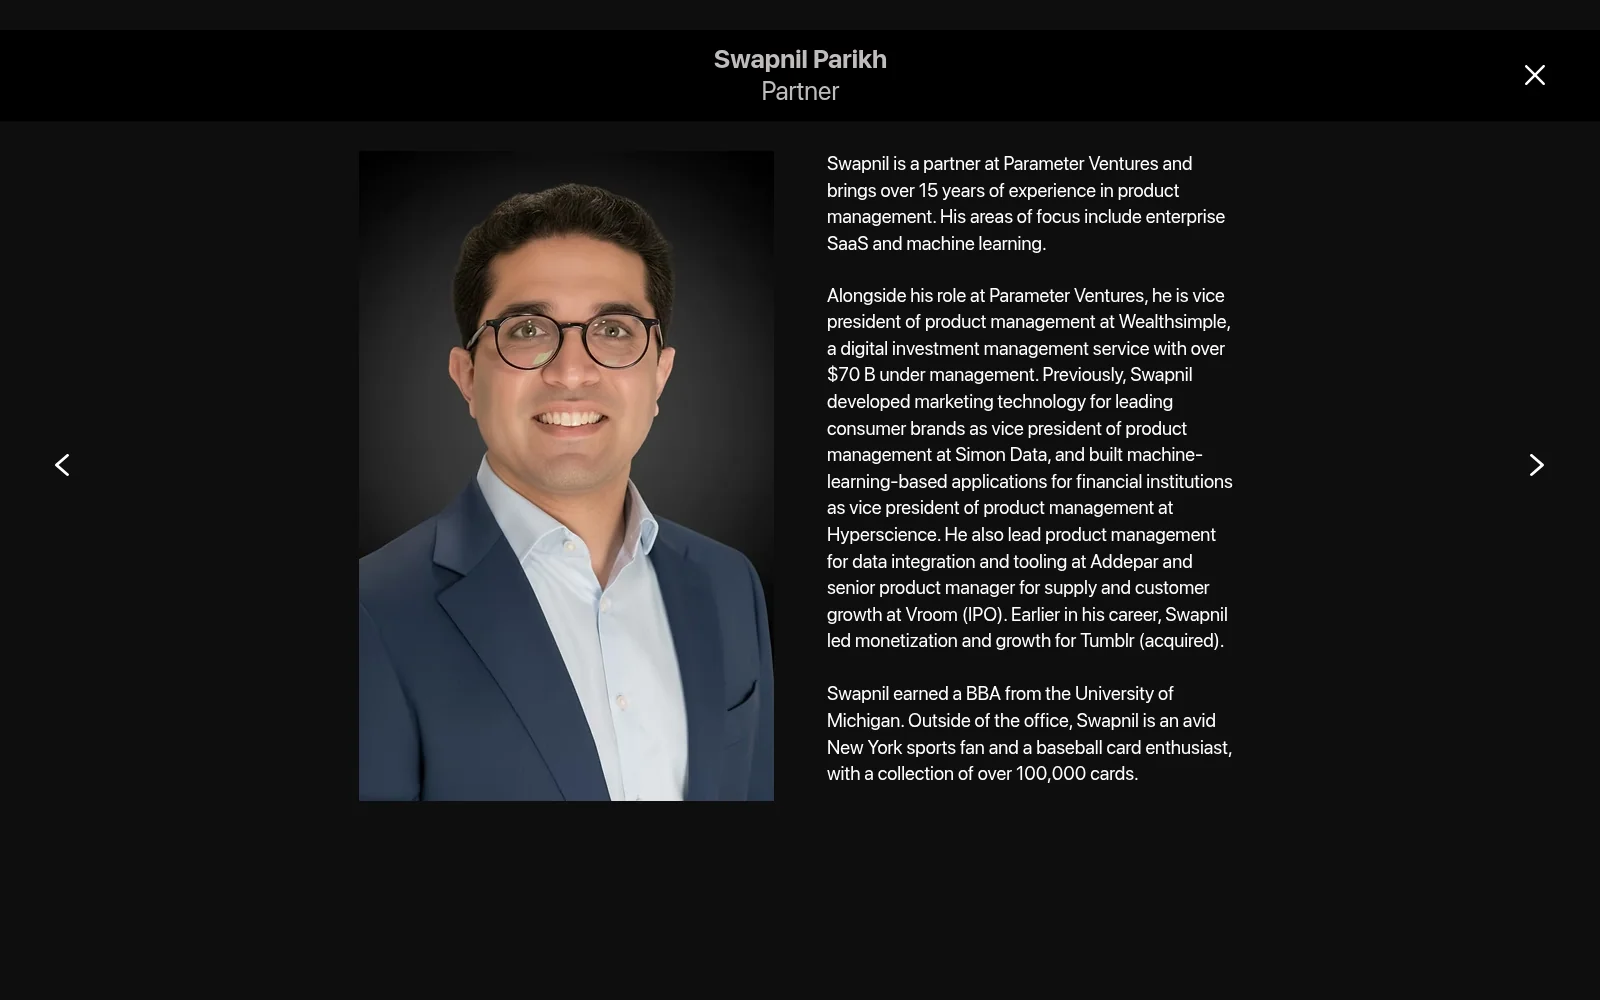 Swapnil Parikh
Partner
Swapnil is a partner at Parameter Ventures and
brings over 15 years of experience in product
management. His areas of focus include enterprise
SaaS and machine learning.
Alongside his role at Parameter Ventures, he is vice
president of product management at Wealthsimple,
a digital investment management service with over
$70 B under management. Previously, Swapnil
developed marketing technology for leading
consumer brands as vice president of product
management at Simon Data, and built machine-
learning-based applications for financial institutions
as vice president of product management at
Hyperscience. He also lead product management
for data integration and tooling at Addepar and
senior product manager for supply and customer
growth at Vroom (IPO). Earlier in his career, Swapnil
led monetization and growth for Tumblr (acquired).
Swapnil earned a BBA from the University of
Michigan. Outside of the office, Swapnil is an avid
New York sports fan and a baseball card enthusiast,
with a collection of over 100,000 cards.